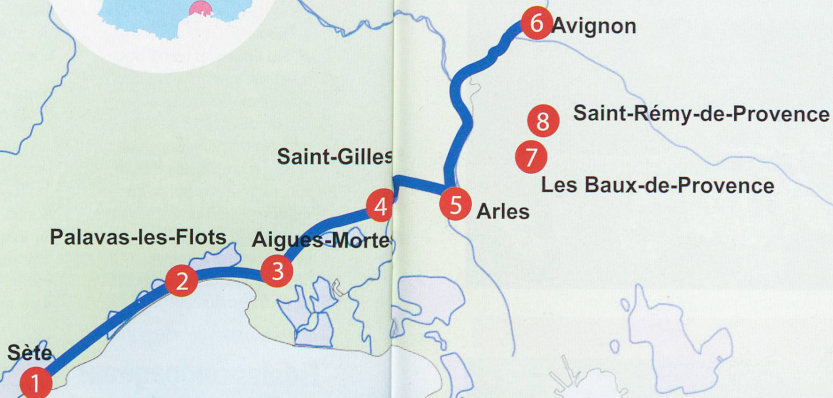 6 Avignon
8 Saint-Rémy-de-Provence
7
Les Baux-de-Provence
Saint-Gilles
4
5 Arles
Palavas-les-Flots
Aigues-Morte
2
3
Sète
1